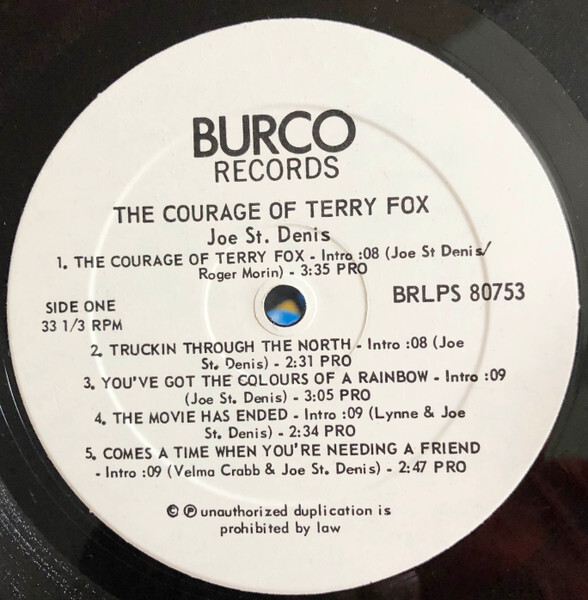 BURCO
RECORDS
THE COURAGE OF TERRY FOX
Joe St. Denis
1. THE COURAGE OF TERRY FOX - Intro :08 (Joe St Denis/
Roger Morin) - 3:35 PRO
SIDE ONE
33 1/3 RPM
BRLPS 80753
2. TRUCKIN THROUGH THE NORTH - Intro :08 (Joe
St. Denis) - 2:31 PRO
3. YOU'VE GOT THE COLOURS OF A RAINBOW - Intro :09
(Joe St. Denis) - 3:05 PRO
4. THE MOVIE HAS ENDED - Intro :09 (Lynne & Joe
St. Denis) - 2:34 PRO
5. COMES A TIME WHEN YOU'RE NEEDING A FRIEND
- Intro :09 (Velma Crabb & Joe St. Denis) - 2:47 PRO
© ℗ unauthorized duplication is
prohibited by law